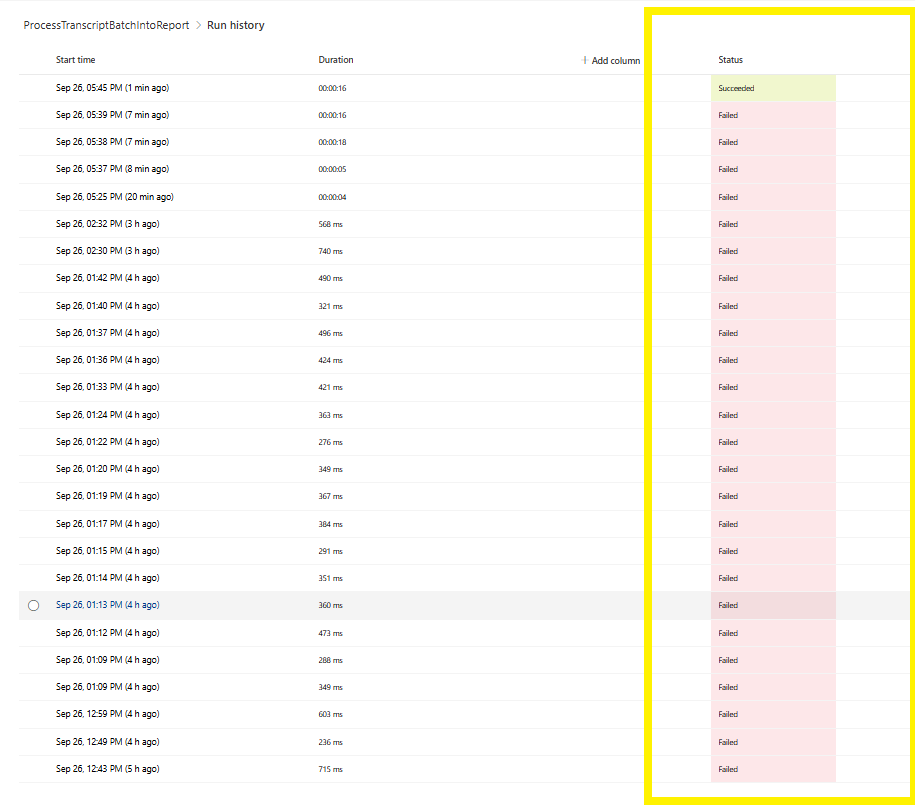 ProcessTranscriptBatchIntoReport > Run history
Start time Duration + Add column Status
Sep 26, 05:45 PM (1 min ago) 00:00:16 Succeeded
Sep 26, 05:39 PM (7 min ago) 00:00:16 Failed
Sep 26, 05:38 PM (7 min ago) 00:00:18 Failed
Sep 26, 05:37 PM (8 min ago) 00:00:05 Failed
Sep 26, 05:25 PM (20 min ago) 00:00:04 Failed
Sep 26, 02:32 PM (3 h ago) 568 ms Failed
Sep 26, 02:30 PM (3 h ago) 740 ms Failed
Sep 26, 01:42 PM (4 h ago) 490 ms Failed
Sep 26, 01:40 PM (4 h ago) 321 ms Failed
Sep 26, 01:37 PM (4 h ago) 496 ms Failed
Sep 26, 01:36 PM (4 h ago) 424 ms Failed
Sep 26, 01:33 PM (4 h ago) 421 ms Failed
Sep 26, 01:24 PM (4 h ago) 363 ms Failed
Sep 26, 01:22 PM (4 h ago) 276 ms Failed
Sep 26, 01:20 PM (4 h ago) 349 ms Failed
Sep 26, 01:19 PM (4 h ago) 367 ms Failed
Sep 26, 01:17 PM (4 h ago) 384 ms Failed
Sep 26, 01:15 PM (4 h ago) 291 ms Failed
Sep 26, 01:14 PM (4 h ago) 351 ms Failed
Sep 26, 01:13 PM (4 h ago) 360 ms Failed
Sep 26, 01:12 PM (4 h ago) 473 ms Failed
Sep 26, 01:09 PM (4 h ago) 288 ms Failed
Sep 26, 01:09 PM (4 h ago) 349 ms Failed
Sep 26, 12:59 PM (4 h ago) 603 ms Failed
Sep 26, 12:49 PM (4 h ago) 236 ms Failed
Sep 26, 12:43 PM (5 h ago) 715 ms Failed